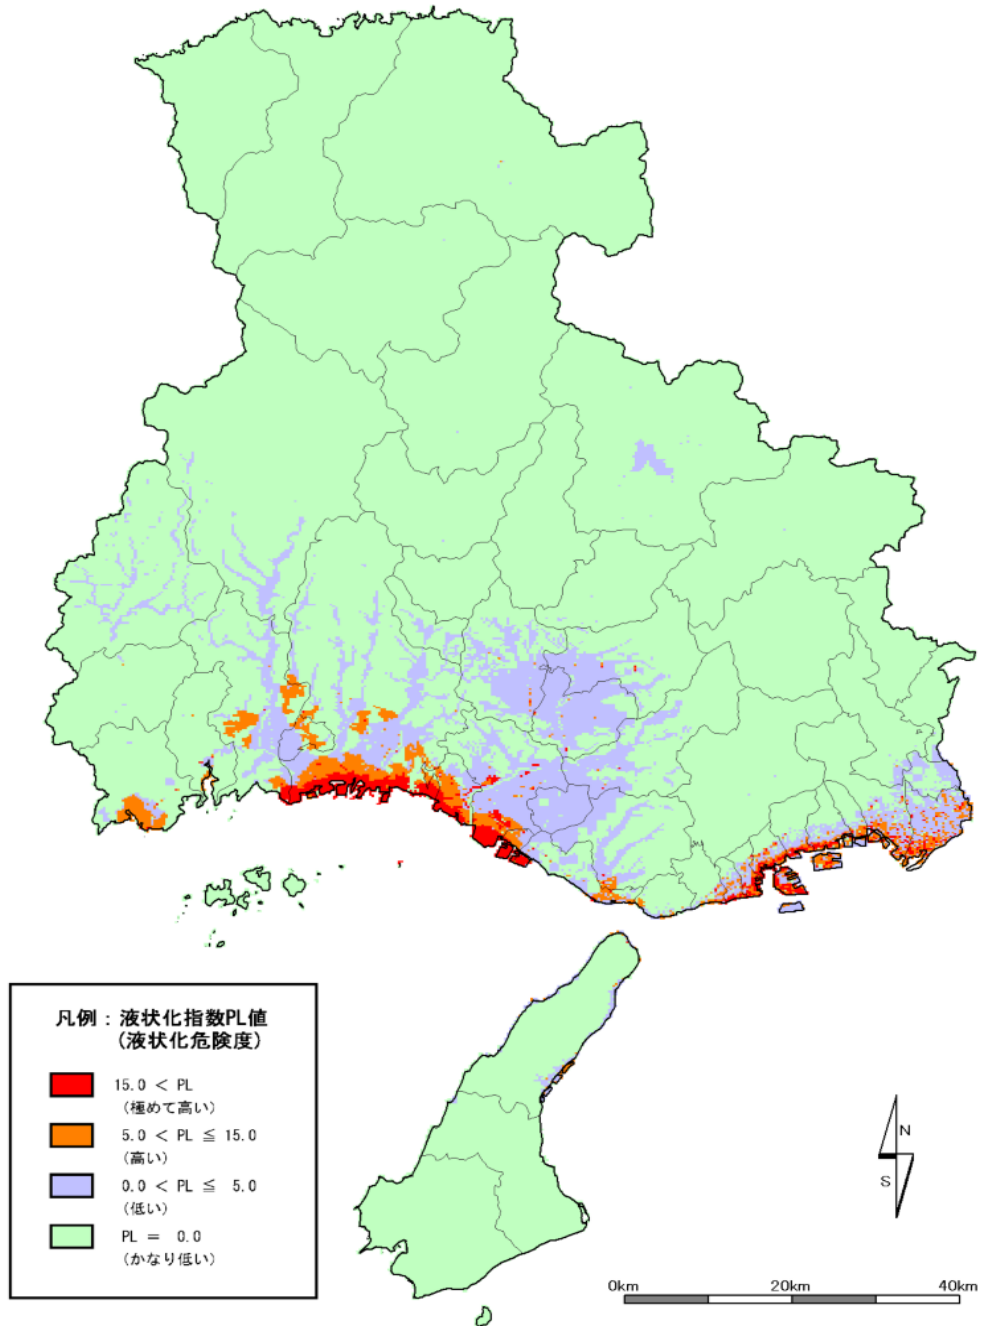 凡例：液状化指数PL値
(液状化危険度)
15.0 < PL
(極めて高い)
5.0 < PL ≦ 15.0
(高い)
0.0 < PL ≦ 5.0
(低い)
PL = 0.0
(かなり低い)
N
S
0km 20km 40km